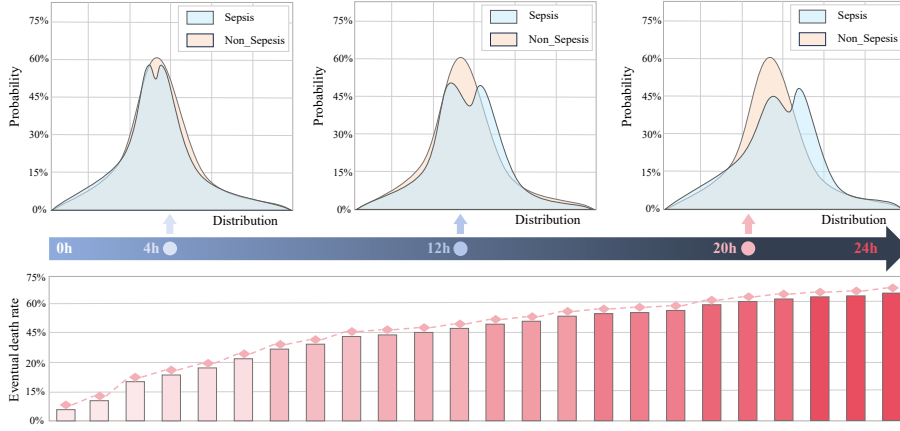 75%
60%
45%
30%
15%
0%
Probability
Sepsis
Non_Sepesis
Distribution
75%
60%
45%
30%
15%
0%
Probability
Sepsis
Non_Sepesis
Distribution
75%
60%
45%
30%
15%
0%
Probability
Sepsis
Non_Sepesis
Distribution
0h 4h 12h 20h 24h
75%
60%
45%
20%
15%
0%
Eventual death rate